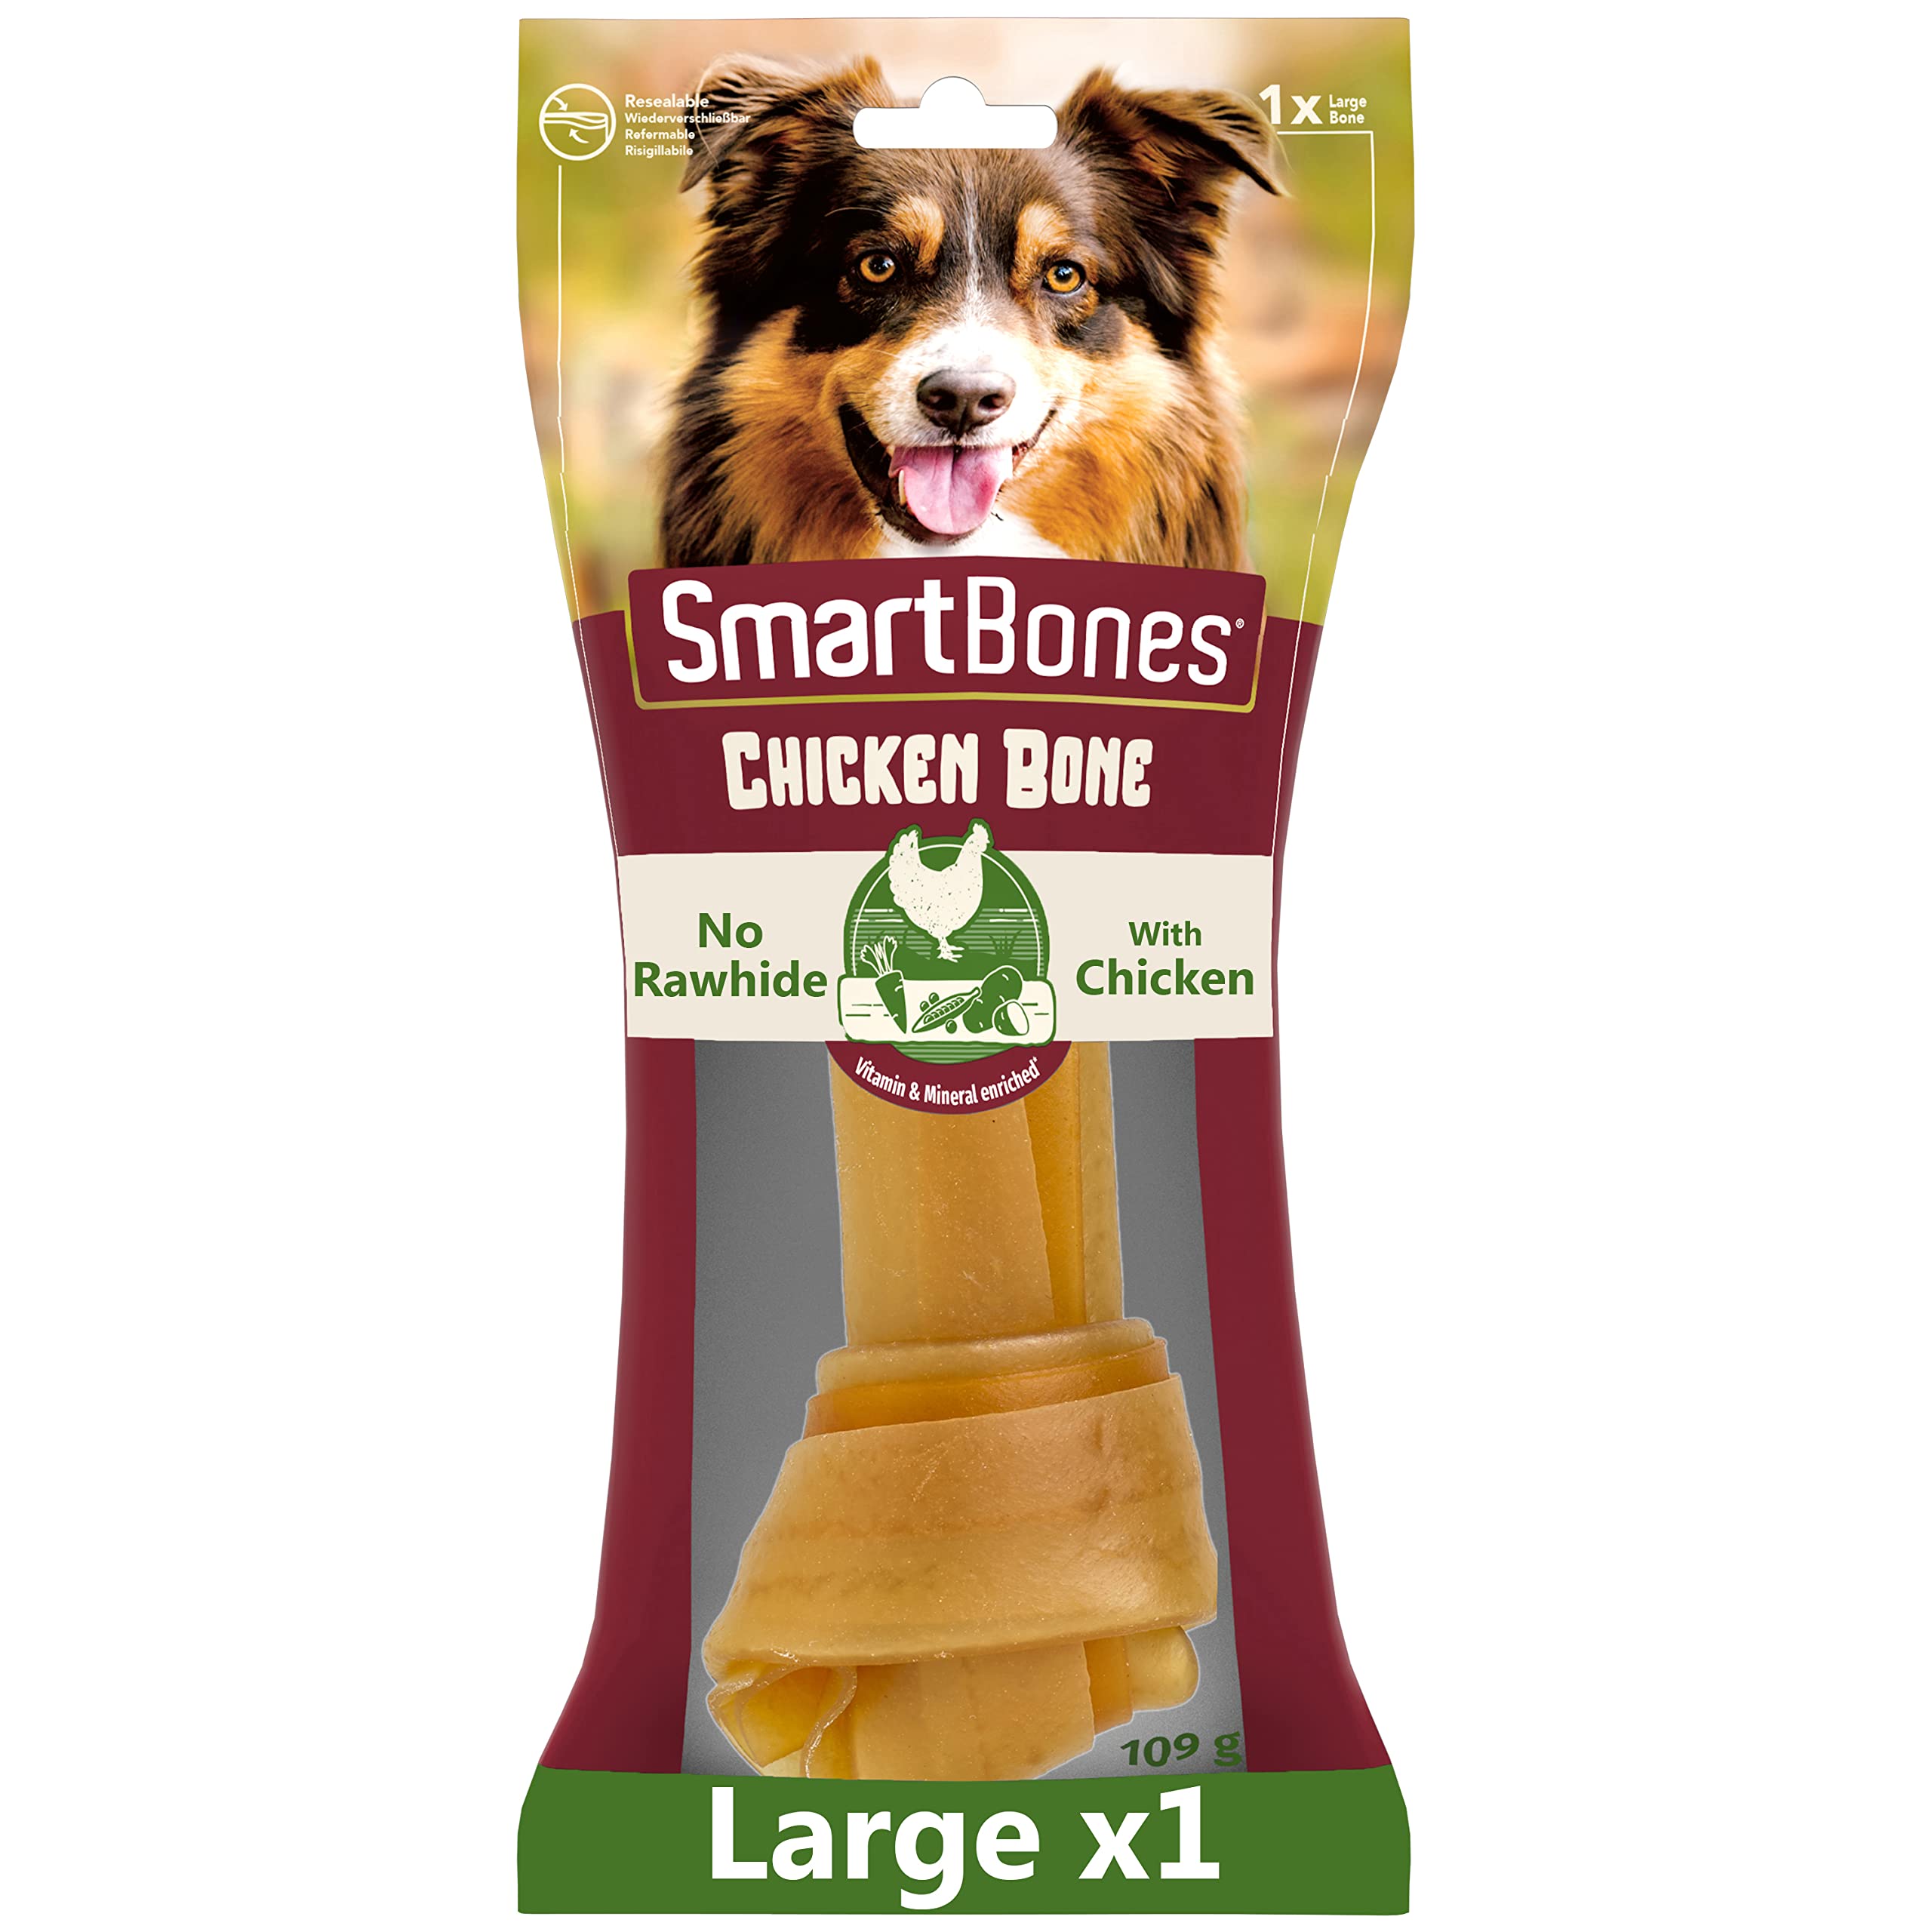 Resealable
Wiederverschließbar
Refermable
Risigillabile
1x Large
Bone
SmartBones®
Chicken Bone
No
Rawhide
With
Chicken
Vitamin & Mineral enriched*
109 g
Large x1